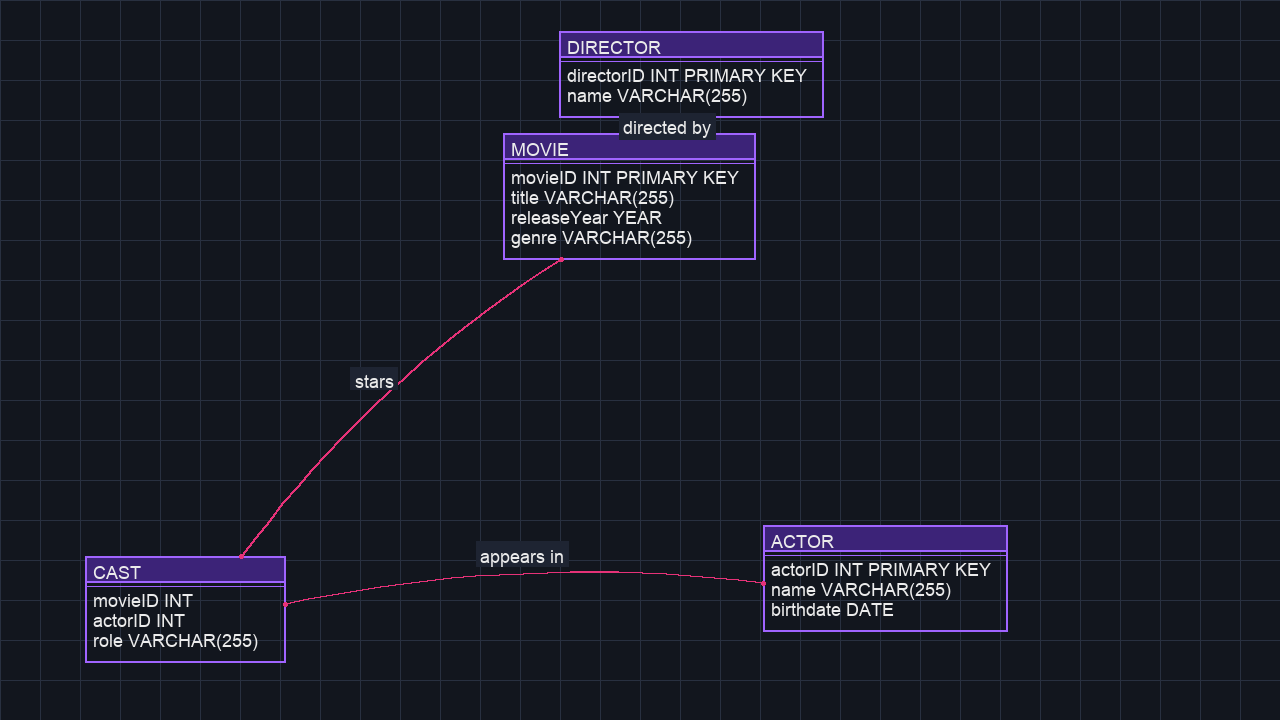 DIRECTOR
directorID INT PRIMARY KEY
name VARCHAR(255)
directed by
MOVIE
movieID INT PRIMARY KEY
title VARCHAR(255)
releaseYear YEAR
genre VARCHAR(255)
stars
appears in
CAST
movieID INT
actorID INT
role VARCHAR(255)
ACTOR
actorID INT PRIMARY KEY
name VARCHAR(255)
birthdate DATE